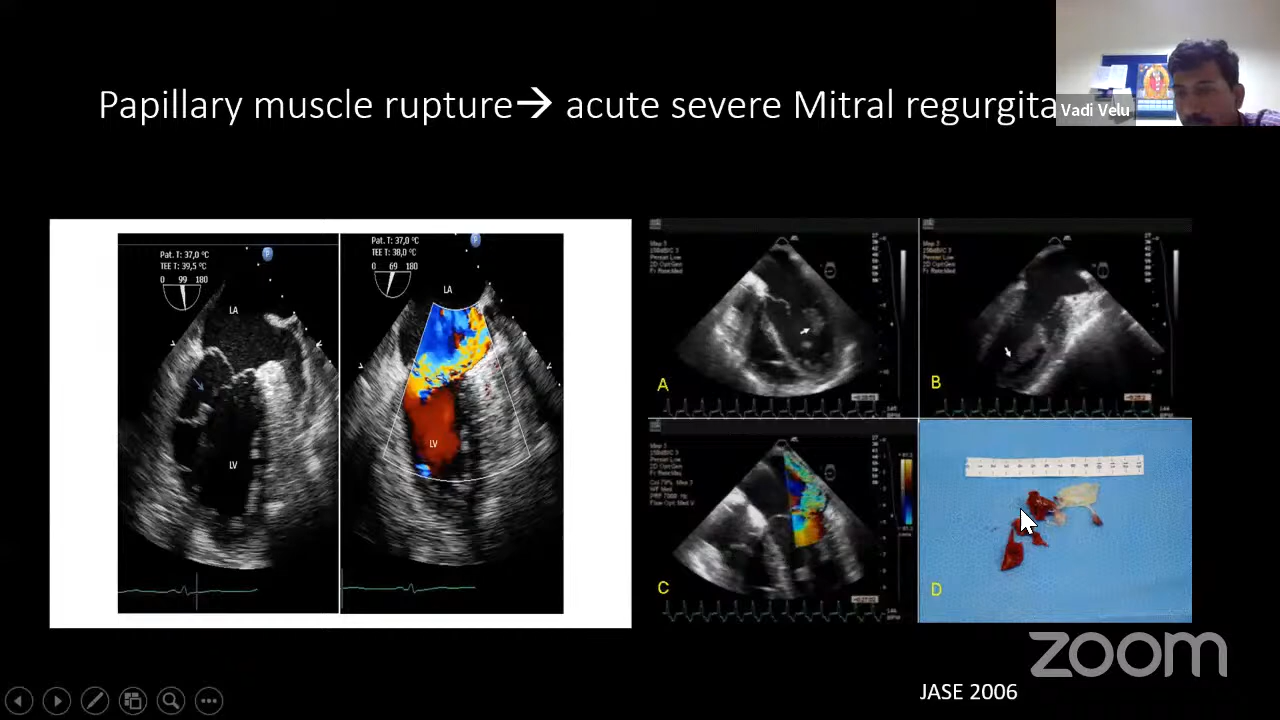 Papillary muscle rupture→ acute severe Mitral regurgita
Vadi Velu
Pat. T: 37,0 °C
TEE T: 39,5 °C
0 99 180
LA
LV
Pat. T: 37,0 °C
TEE T: 38,0 °C
0 69 180
LA
LV
A
B
C
D
zoom
JASE 2006